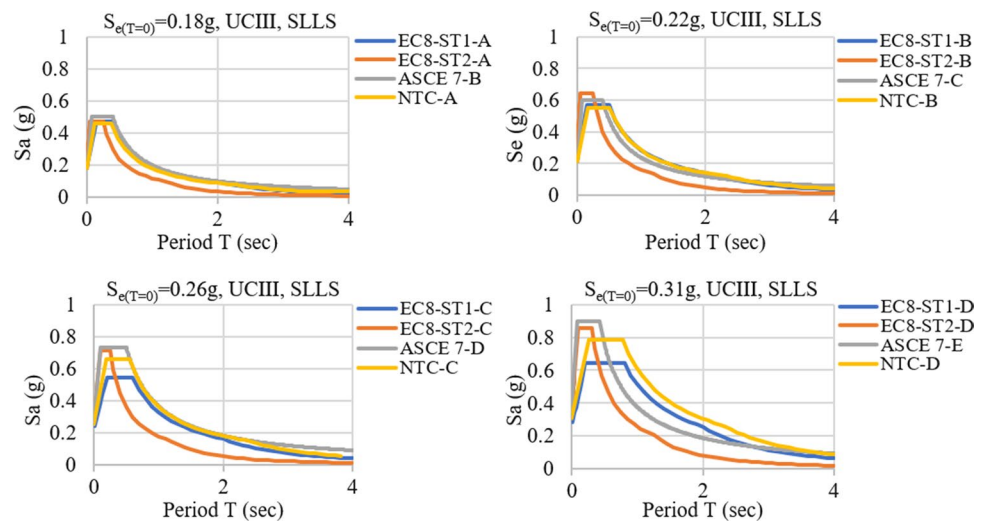 Se(T=0)=0.18g, UCIII, SLLS
1
0.8
0.6
0.4
0.2
0
Sa (g)
0 2 4
Period T (sec)
EC8-ST1-A
EC8-ST2-A
ASCE 7-B
NTC-A
Se(T=0)=0.22g, UCIII, SLLS
1
0.8
0.6
0.4
0.2
0
Se (g)
0 2 4
Period T (sec)
EC8-ST1-B
EC8-ST2-B
ASCE 7-C
NTC-B
Se(T=0)=0.26g, UCIII, SLLS
1
0.8
0.6
0.4
0.2
0
Sa (g)
0 2 4
Period T (sec)
EC8-ST1-C
EC8-ST2-C
ASCE 7-D
NTC-C
Se(T=0)=0.31g, UCIII, SLLS
1
0.8
0.6
0.4
0.2
0
Sa (g)
0 2 4
Period T (sec)
EC8-ST1-D
EC8-ST2-D
ASCE 7-E
NTC-D